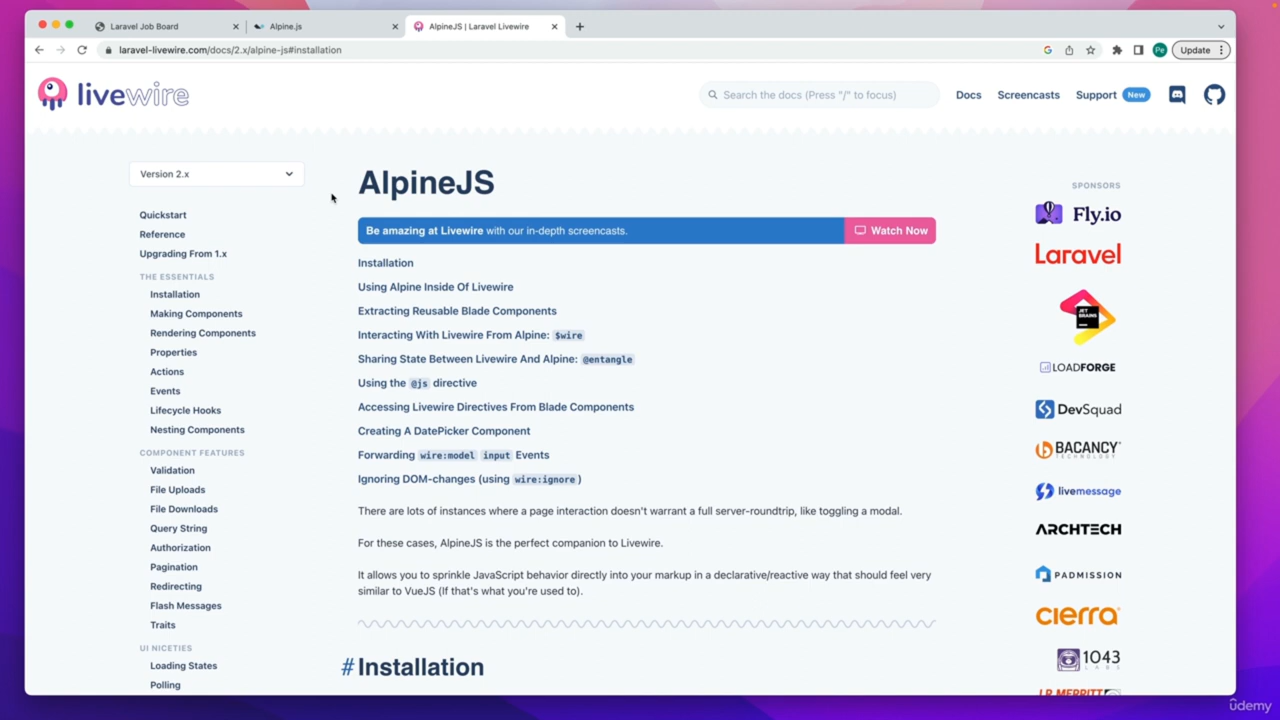 Laravel Job Board
Alpine.js
AlpineJS | Laravel Livewire
laravel-livewire.com/docs/2.x/alpine-js#installation
Pe
Update
livewire
Search the docs (Press "/" to focus)
Docs
Screencasts
Support
New
Version 2.x
Quickstart
Reference
Upgrading From 1.x
THE ESSENTIALS
Installation
Making Components
Rendering Components
Properties
Actions
Events
Lifecycle Hooks
Nesting Components
COMPONENT FEATURES
Validation
File Uploads
File Downloads
Query String
Authorization
Pagination
Redirecting
Flash Messages
Traits
UI NICETIES
Loading States
Polling
AlpineJS
Be amazing at Livewire with our in-depth screencasts.
Watch Now
Installation
Using Alpine Inside Of Livewire
Extracting Reusable Blade Components
Interacting With Livewire From Alpine: $wire
Sharing State Between Livewire And Alpine: @entangle
Using the @js directive
Accessing Livewire Directives From Blade Components
Creating A DatePicker Component
Forwarding wire:model input Events
Ignoring DOM-changes (using wire:ignore)
There are lots of instances where a page interaction doesn't warrant a full server-roundtrip, like toggling a modal.
For these cases, AlpineJS is the perfect companion to Livewire.
It allows you to sprinkle JavaScript behavior directly into your markup in a declarative/reactive way that should feel very
similar to VueJS (If that's what you're used to).
#Installation
SPONSORS
Fly.io
Laravel
JET
BRAINS
LOADFORGE
DevSquad
BACANCY
TECHNOLOGY
livemessage
ARCHTECH
PADMISSION
cierra
1043
LABS
J.R. MERRITT
udemy